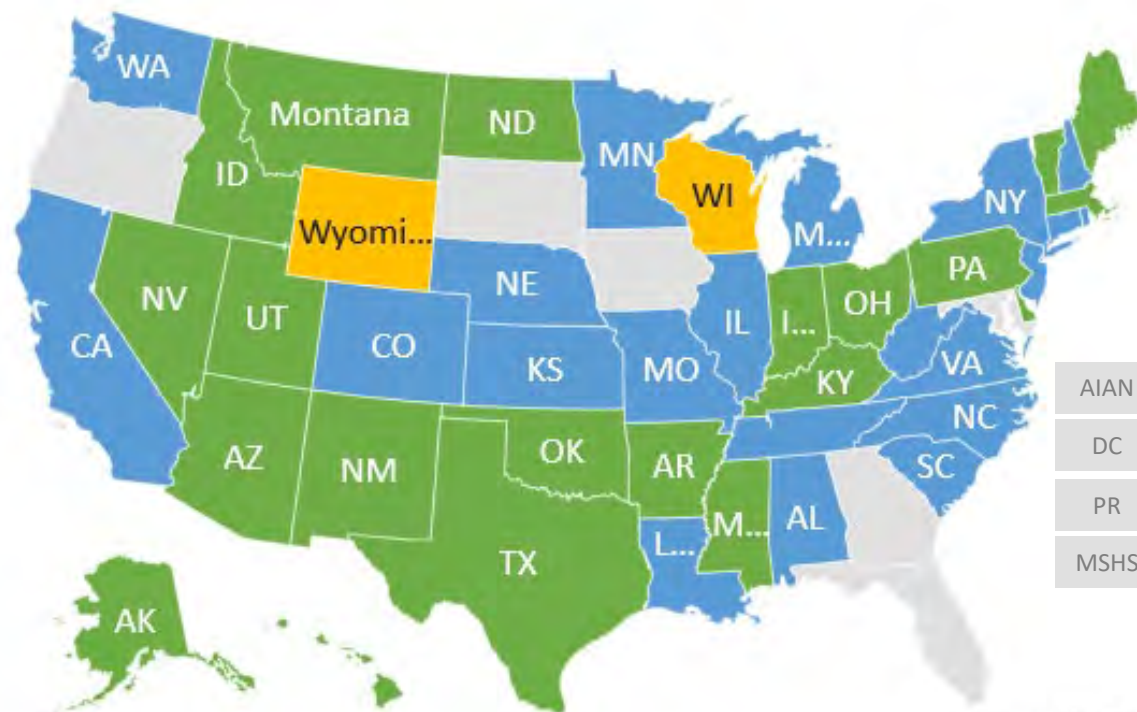 WA
Montana
ND
MN
ID
WI
NY
Wyomi...
M...
NE
PA
NV
UT
IL
I...
OH
CA
CO
KS
MO
KY
VA
AIAN
NC
AZ
NM
OK
AR
SC
DC
M...
AL
L...
PR
TX
MSHS
AK